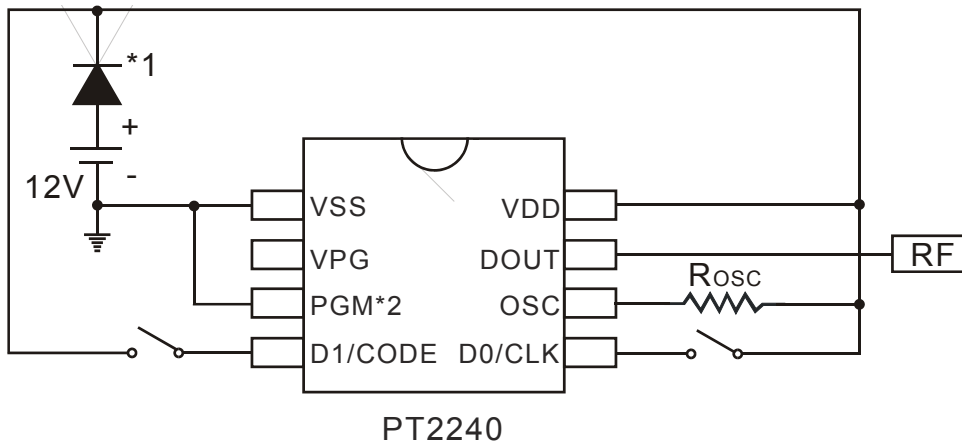 *1
+
12V
-
VSS
VDD
VPG
DOUT
RF
PGM*2
OSC
ROSC
D1/CODE
D0/CLK
PT2240